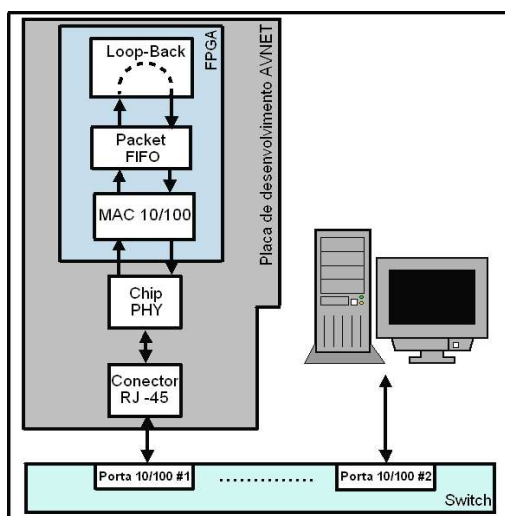 Loop-Back
FPGA
Packet
FIFO
MAC 10/100
Placa de desenvolvimento AVNET
Chip
PHY
Conector
RJ -45
Porta 10/100 #1
Porta 10/100 #2
Switch